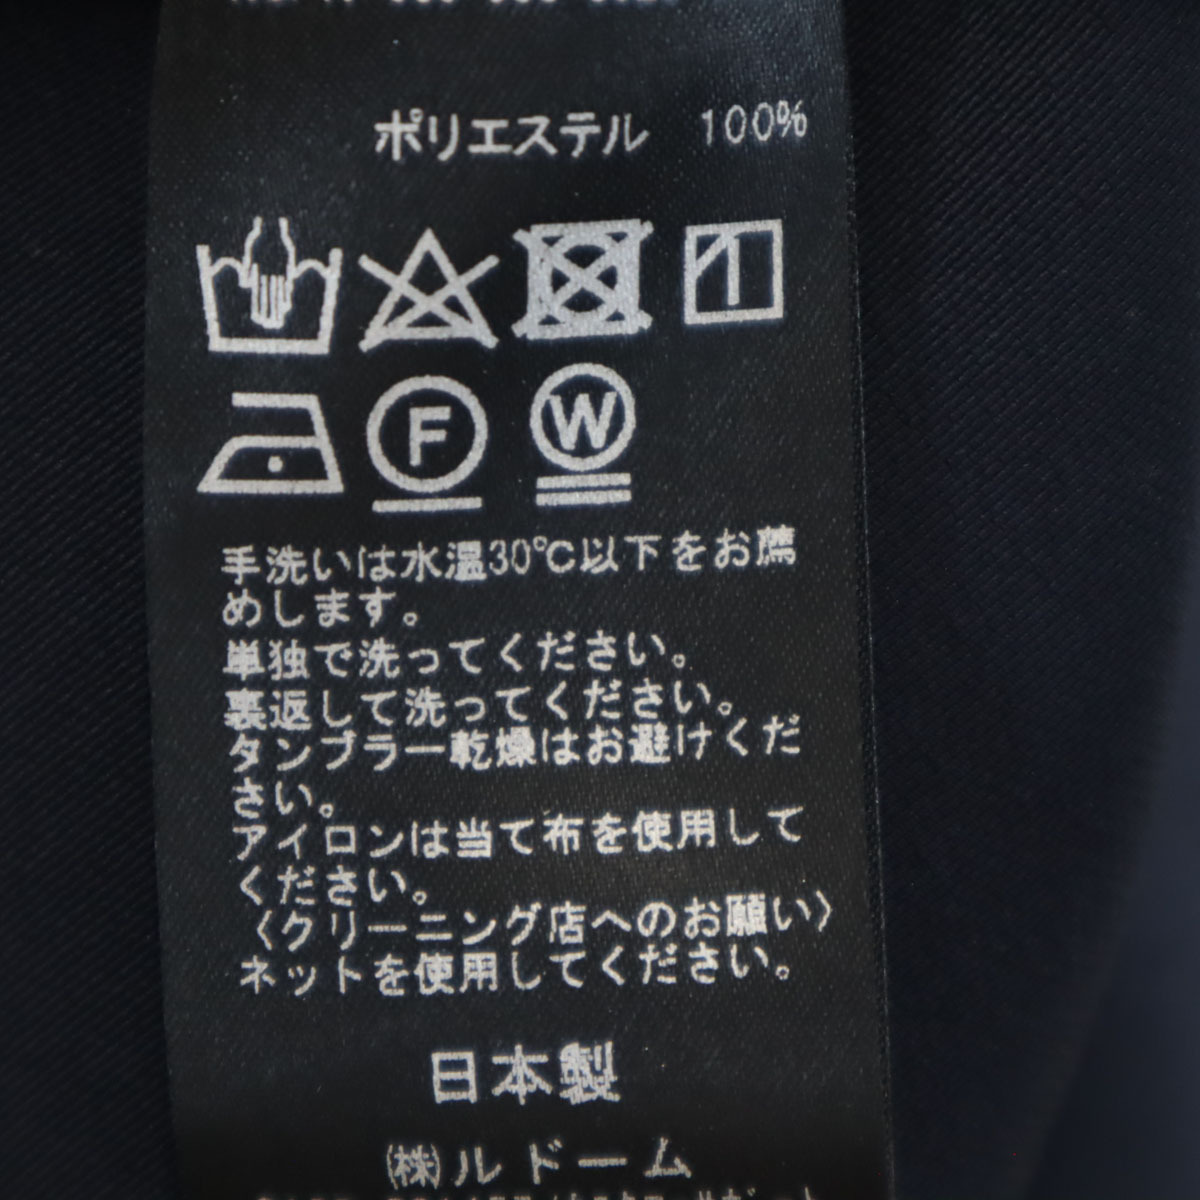 ポリエステル 100%
F W
手洗いは水温30℃以下をお薦
めします。
単独で洗ってください。
裏返して洗ってください。
タンブラー乾燥はお避けくだ
さい。
アイロンは当て布を使用して
ください。
〈クリーニング店へのお願い〉
ネットを使用してください。
日本製
(株)ルドーム